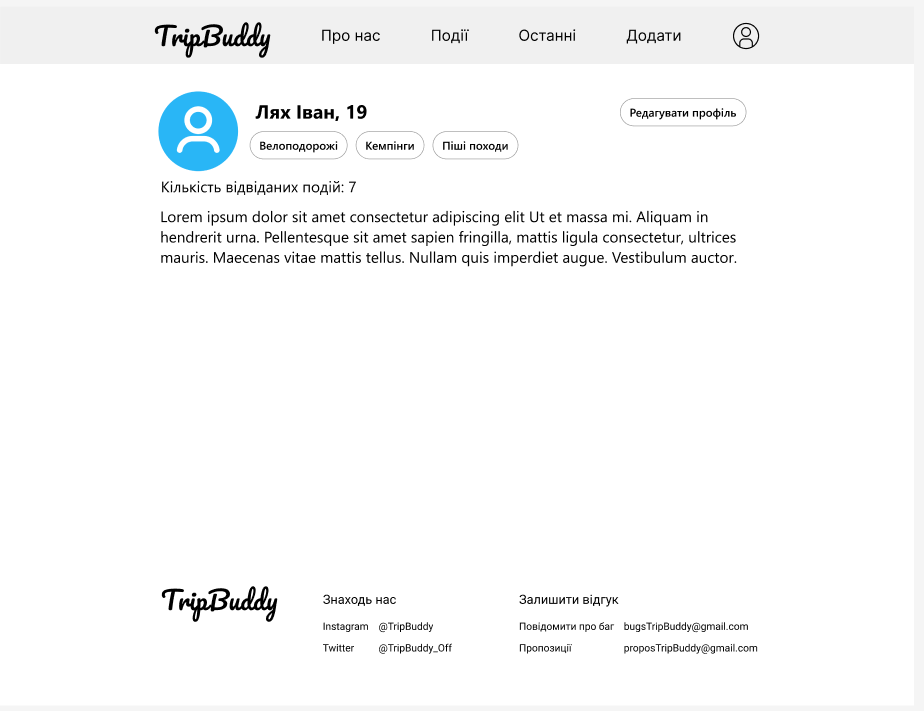 TripBuddy Про нас Події Останні Додати
Лях Іван, 19
Редагувати профіль
Велоподорожі Кемпінги Піші походи
Кількість відвіданих подій: 7
Lorem ipsum dolor sit amet consectetur adipiscing elit Ut et massa mi. Aliquam in
hendrerit urna. Pellentesque sit amet sapien fringilla, mattis ligula consectetur, ultrices
mauris. Maecenas vitae mattis tellus. Nullam quis imperdiet augue. Vestibulum auctor.
TripBuddy
Знаходь нас
Instagram @TripBuddy
Twitter @TripBuddy_Off
Залишити відгук
Повідомити про баг bugsTripBuddy@gmail.com
Пропозиції proposTripBuddy@gmail.com